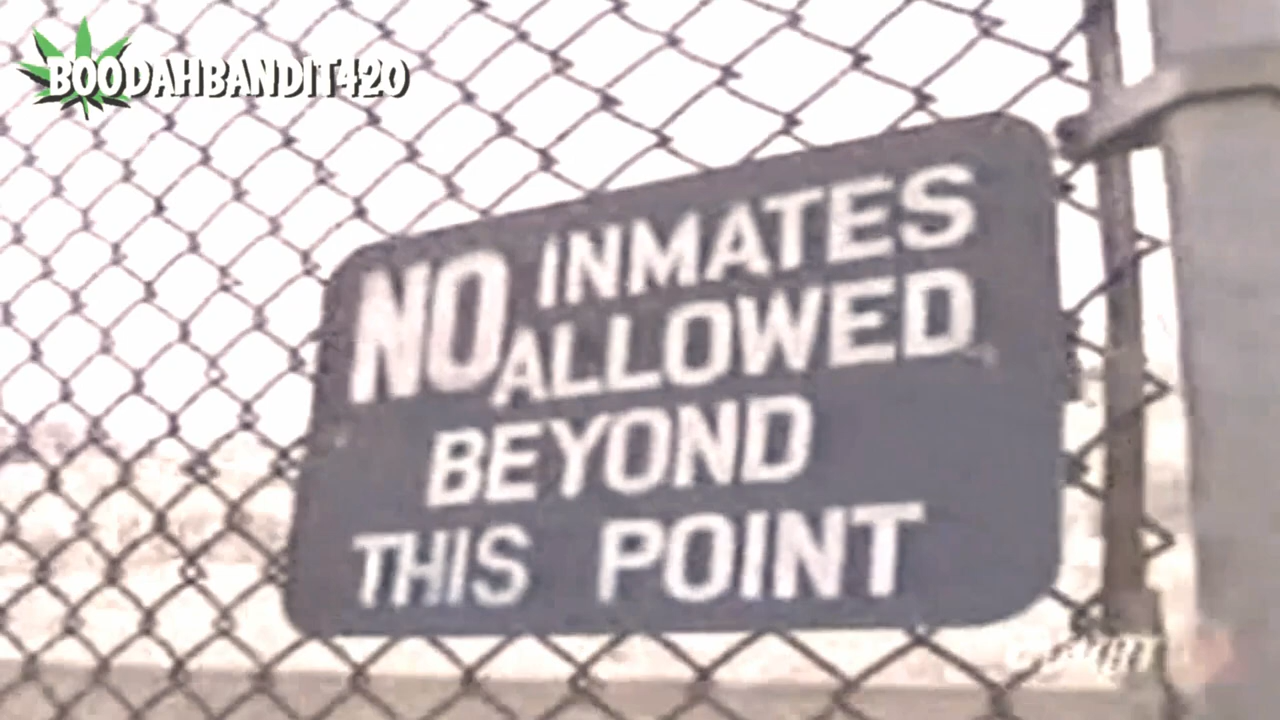 BOODAHBANDIT420
NO INMATES
ALLOWED
BEYOND
THIS POINT